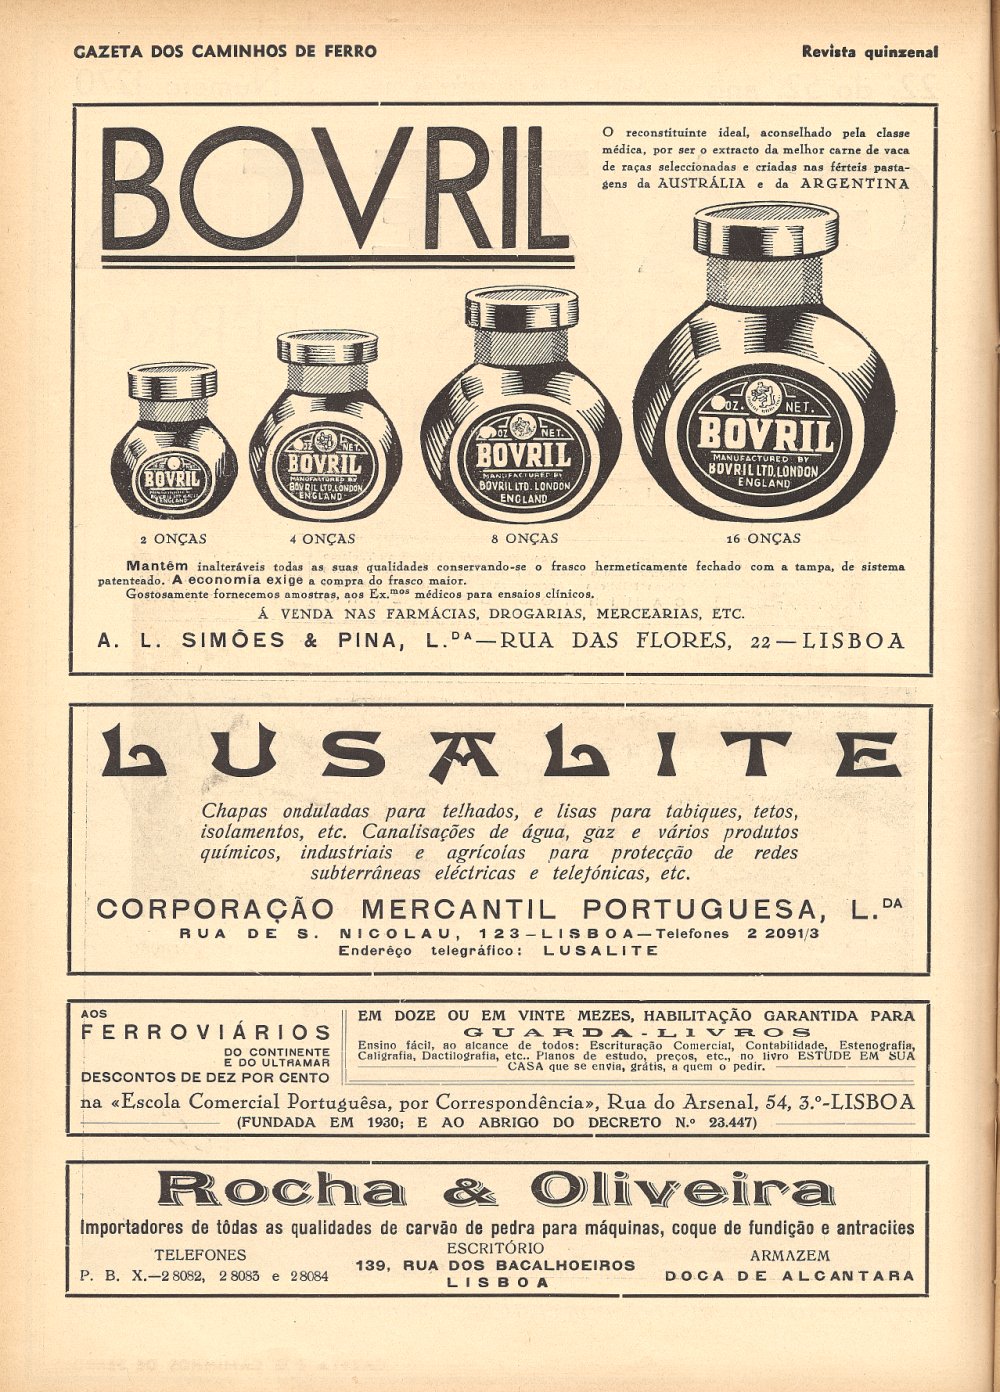 GAZETA DOS CAMINHOS DE FERRO
Revista quinzenal
BOVRIL
O reconstituinte ideal, aconselhado pela classe
médica, por ser o extracto da melhor carne de vaca
de raças seleccionadas e criadas nas férteis pasta-
gens da AUSTRÁLIA e da ARGENTINA
BOVRIL
ENGLAND
NET.
BOVRIL
MANUFACTURED BY
BOVRIL LTD. LONDON
ENGLAND
OZ NET.
BOVRIL
MANUFACTURED BY
BOVRIL LTD. LONDON
ENGLAND
OZ. NET.
BOVRIL
MANUFACTURED BY
BOVRIL LTD. LONDON
ENGLAND
2 ONÇAS
4 ONÇAS
8 ONÇAS
16 ONÇAS
Mantêm inalteráveis todas as suas qualidades conservando-se o frasco hermeticamente fechado com a tampa, de sistema
patenteado. A economia exige a compra do frasco maior.
Gostosamente fornecemos amostras, aos Ex.mos médicos para ensaios clínicos.
Á VENDA NAS FARMÁCIAS, DROGARIAS, MERCEARIAS, ETC.
A. L. SIMÕES & PINA, L.DA—RUA DAS FLORES, 22—LISBOA
LUSALITE
Chapas onduladas para telhados, e lisas para tabiques, tetos,
isolamentos, etc. Canalisações de água, gaz e vários produtos
químicos, industriais e agrícolas para protecção de redes
subterrâneas eléctricas e telefónicas, etc.
CORPORAÇÃO MERCANTIL PORTUGUESA, L.DA
RUA DE S. NICOLAU, 123—LISBOA—Telefones 2 2091/3
Enderêço telegráfico: LUSALITE
AOS
FERROVIÁRIOS
DO CONTINENTE
E DO ULTRAMAR
DESCONTOS DE DEZ POR CENTO
EM DOZE OU EM VINTE MEZES, HABILITAÇÃO GARANTIDA PARA
GUARDA-LIVROS
Ensino fácil, ao alcance de todos: Escrituração Comercial, Contabilidade, Estenografia,
Caligrafia, Dactilografia, etc.. Planos de estudo, preços, etc., no livro ESTUDE EM SUA
CASA que se envia, grátis, a quem o pedir.
na «Escola Comercial Portuguêsa, por Correspondência», Rua do Arsenal, 54, 3.º-LISBOA
(FUNDADA EM 1930; E AO ABRIGO DO DECRETO N.º 23.447)
Rocha & Oliveira
Importadores de tôdas as qualidades de carvão de pedra para máquinas, coque de fundição e antracites
TELEFONES
P. B. X.—2 8082, 2 8083 e 2 8084
ESCRITÓRIO
139, RUA DOS BACALHOEIROS
LISBOA
ARMAZEM
DOCA DE ALCANTARA